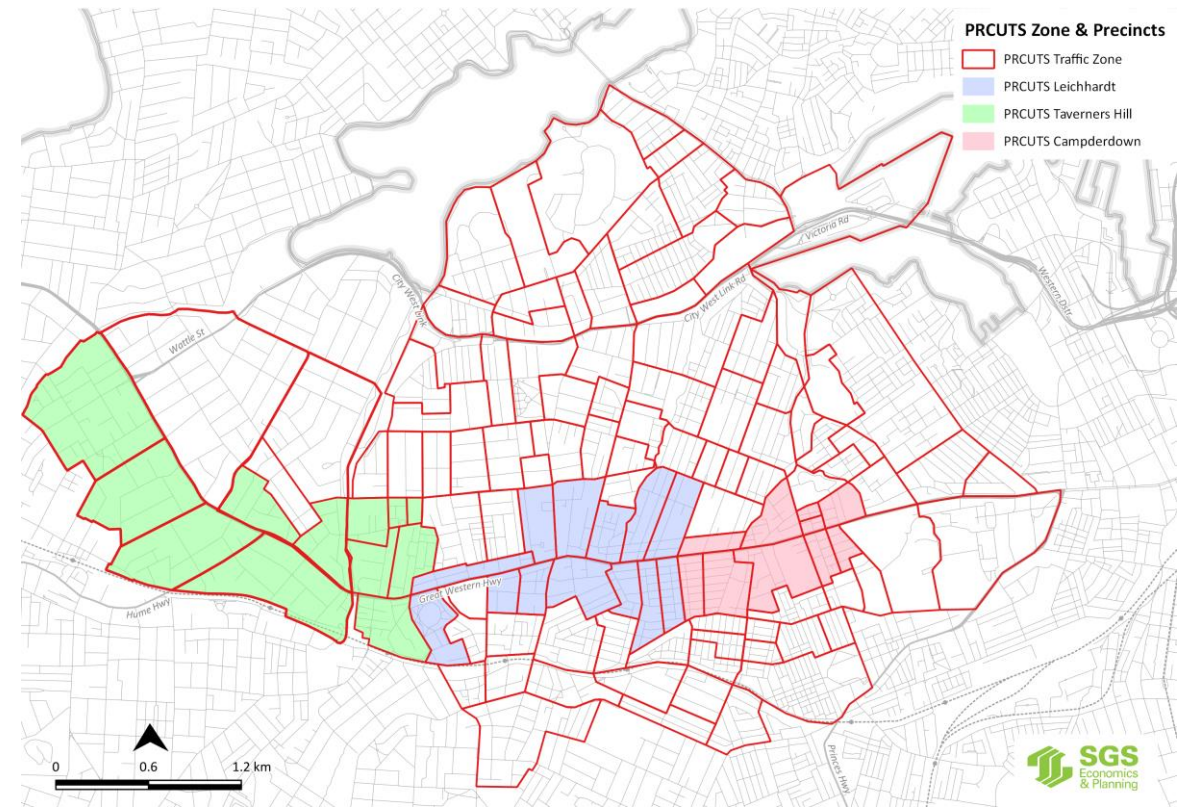 PRCUTS Zone & Precincts
PRCUTS Traffic Zone
PRCUTS Leichhardt
PRCUTS Taverners Hill
PRCUTS Campderdown
Victoria Rd
Western Dstr
City West Link
City West Link Rd
Wattle St
Great Western Hwy
Hume Hwy
Princes Hwy
0 0.6 1.2 km
SGS
Economics
& Planning